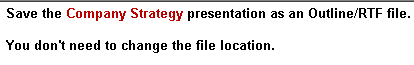 Save the Company Strategy presentation as an Outline/RTF file.
You don't need to change the file location.